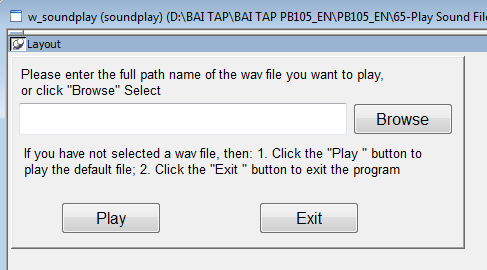 w_soundplay (soundplay) (D:\BAI TAP\BAI TAP PB105_EN\PB105_EN\65-Play Sound File
Layout
Please enter the full path name of the wav file you want to play,
or click "Browse" Select
Browse
If you have not selected a wav file, then: 1. Click the "Play " button to
play the default file; 2. Click the "Exit " button to exit the program
Play
Exit